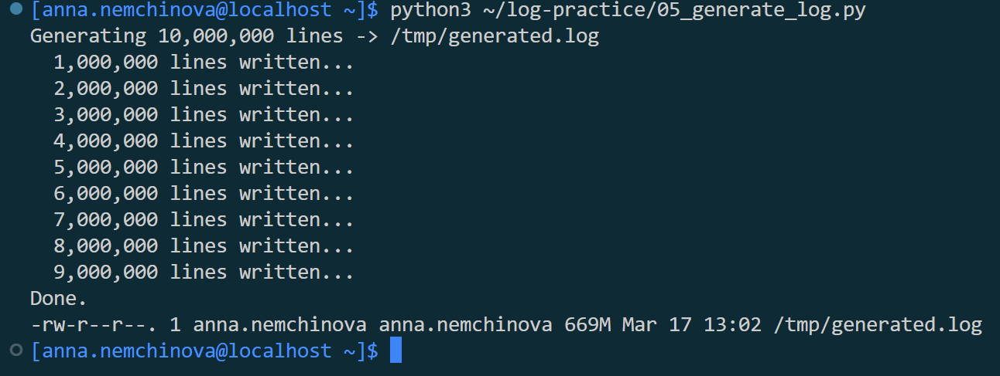 [anna.nemchinova@localhost ~]$ python3 ~/log-practice/05_generate_log.py
Generating 10,000,000 lines -> /tmp/generated.log
  1,000,000 lines written...
  2,000,000 lines written...
  3,000,000 lines written...
  4,000,000 lines written...
  5,000,000 lines written...
  6,000,000 lines written...
  7,000,000 lines written...
  8,000,000 lines written...
  9,000,000 lines written...
Done.
-rw-r--r--. 1 anna.nemchinova anna.nemchinova 669M Mar 17 13:02 /tmp/generated.log
[anna.nemchinova@localhost ~]$